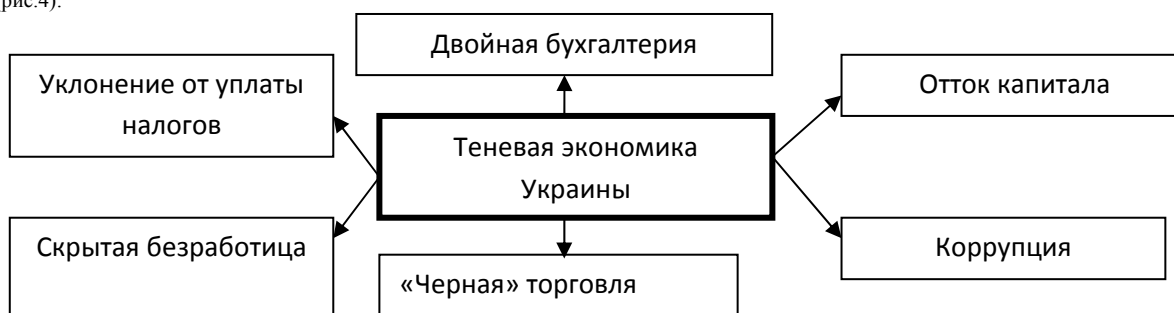 рис.4).
Двойная бухгалтерия
Уклонение от уплаты
налогов
Отток капитала
Теневая экономика
Украины
Скрытая безработица
Коррупция
«Черная» торговля